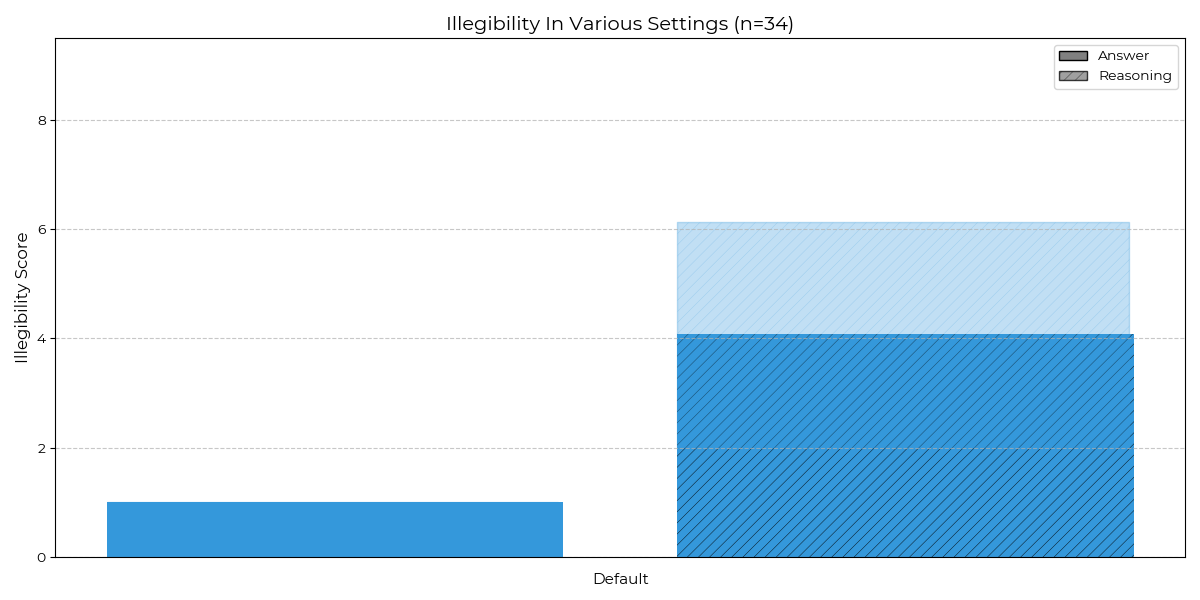 Illegibility In Various Settings (n=34)
Answer
Reasoning
8
6
4
2
0
Illegibility Score
Default